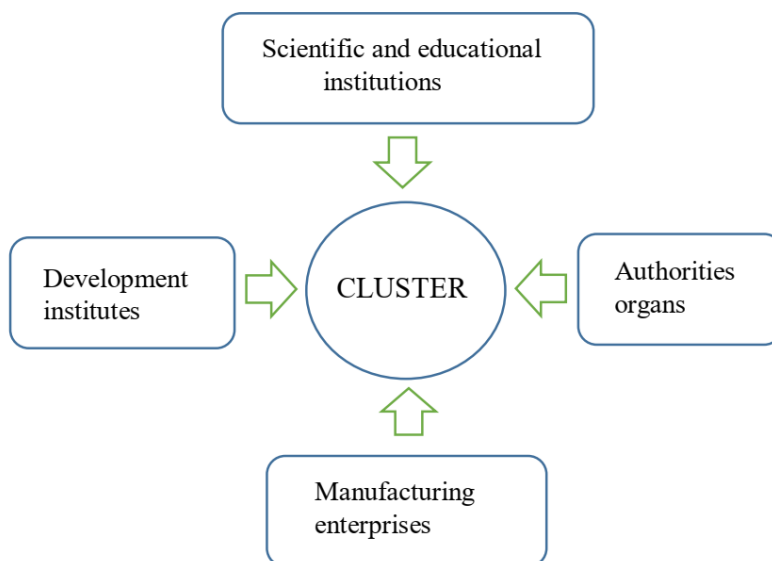 Scientific and educational
institutions
Development
institutes
CLUSTER
Authorities
organs
Manufacturing
enterprises